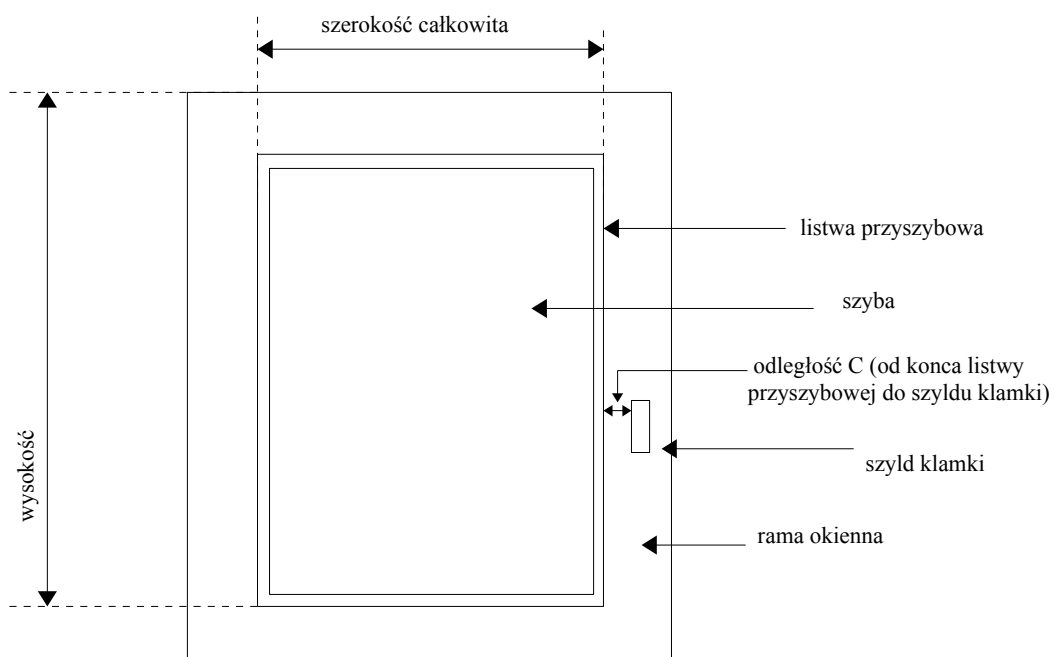 szerokość całkowita
listwa przyszybowa
szyba
odległość C (od konca listwy
przyszybowej do szyldu klamki)
szyld klamki
wysokość
rama okienna